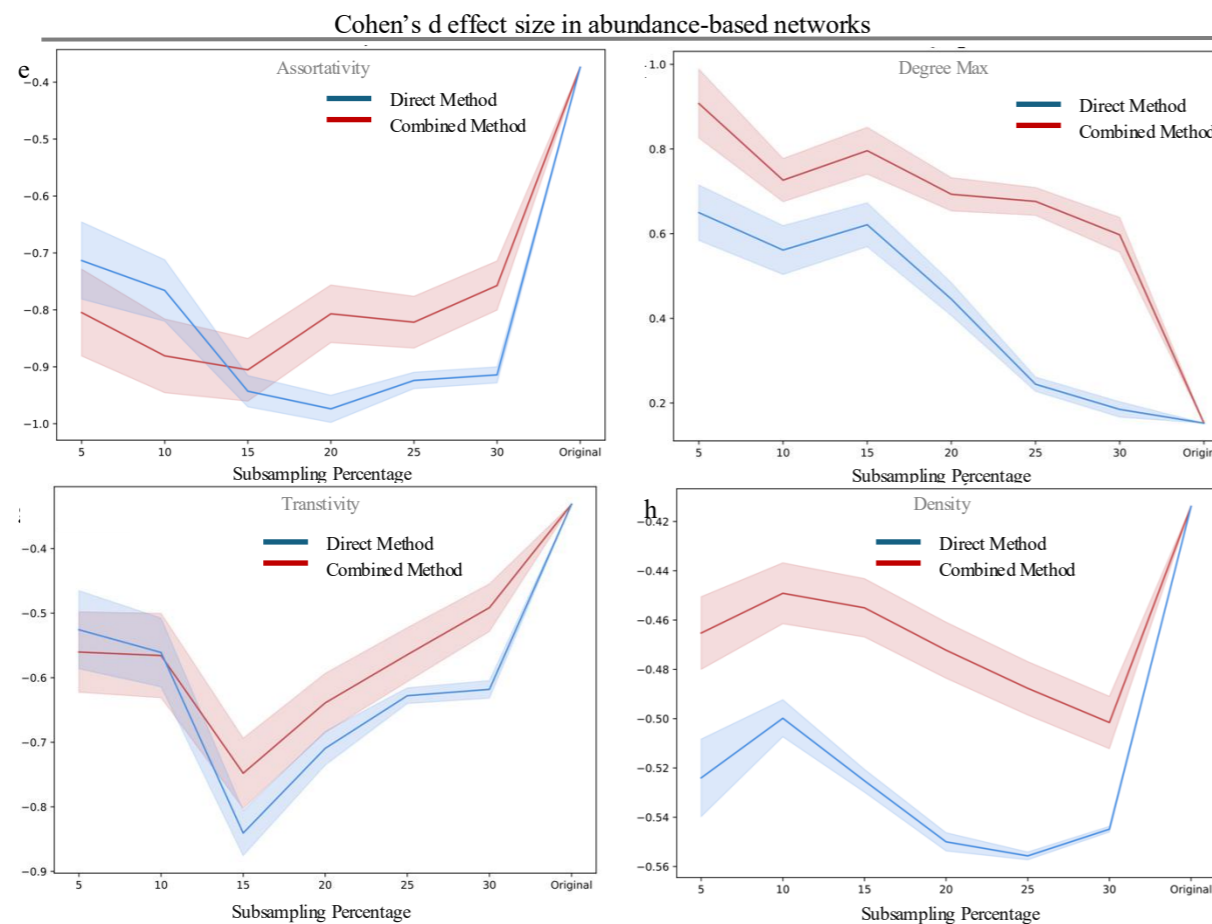 Cohen's d effect size in abundance-based networks
e
Assortativity
Direct Method
Combined Method
−0.4
−0.5
−0.6
−0.7
−0.8
−0.9
−1.0
5 10 15 20 25 30 Original
Subsampling Percentage
Degree Max
Direct Method
Combined Method
1.0
0.8
0.6
0.4
0.2
5 10 15 20 25 30 Origin
Subsampling Percentage
Transtivity
Direct Method
Combined Method
−0.4
−0.5
−0.6
−0.7
−0.8
−0.9
5 10 15 20 25 30 Original
Subsampling Percentage
h
Density
Direct Method
Combined Method
−0.42
−0.44
−0.46
−0.48
−0.50
−0.52
−0.54
−0.56
5 10 15 20 25 30 Original
Subsampling Percentage